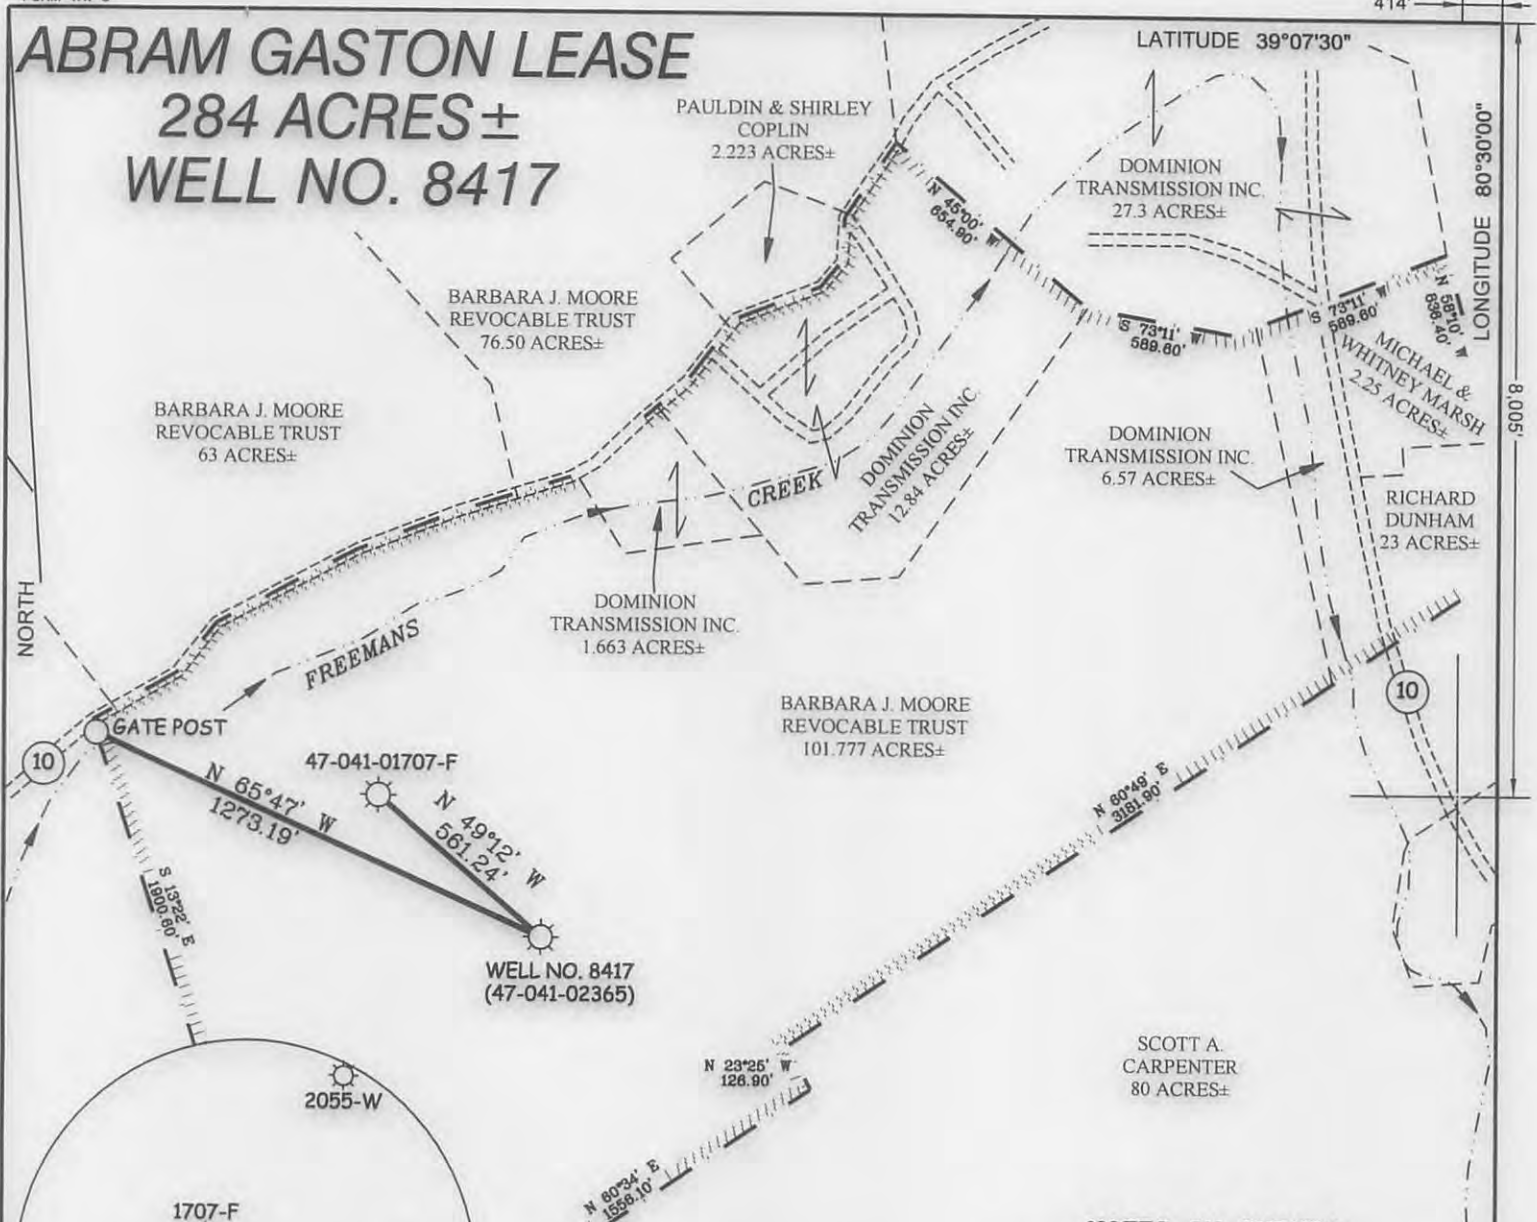 414'
ABRAM GASTON LEASE
284 ACRES±
WELL NO. 8417
LATITUDE 39°07'30"
LONGITUDE 80°30'00"
8,005'
PAULDIN & SHIRLEY
COPLIN
2.223 ACRES±
DOMINION
TRANSMISSION INC.
27.3 ACRES±
N 45°00' W
654.90'
BARBARA J. MOORE
REVOCABLE TRUST
76.50 ACRES±
S 73°11' W
589.60'
S 73°11' W
589.60'
N 58°10' W
836.40'
MICHAEL &
WHITNEY MARSH
2.25 ACRES±
BARBARA J. MOORE
REVOCABLE TRUST
63 ACRES±
DOMINION
TRANSMISSION INC.
12.84 ACRES±
DOMINION
TRANSMISSION INC.
6.57 ACRES±
CREEK
RICHARD
DUNHAM
23 ACRES±
NORTH
FREEMANS
DOMINION
TRANSMISSION INC.
1.663 ACRES±
BARBARA J. MOORE
REVOCABLE TRUST
101.777 ACRES±
10
GATE POST
10
47-041-01707-F
N 65°47' W
1273.19'
N 49°12' W
561.24'
N 60°49' E
3181.90'
S 13°22' E
1900.60'
WELL NO. 8417
(47-041-02365)
N 23°25' W
126.90'
SCOTT A.
CARPENTER
80 ACRES±
2055-W
N 60°34' E
1556.10'
1707-F